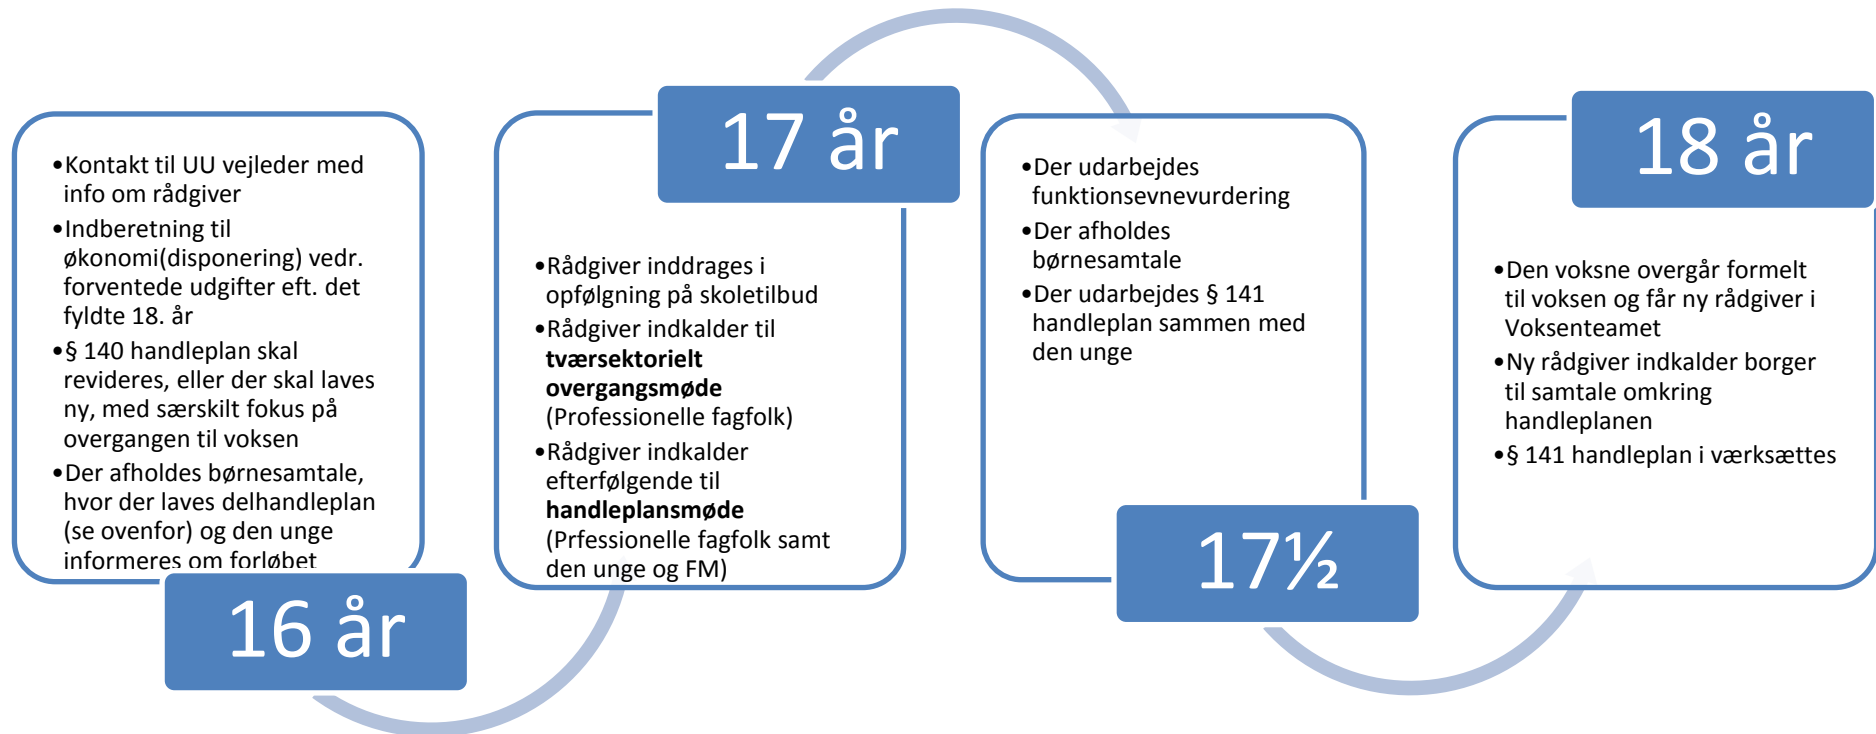 •Kontakt til UU vejleder med
info om rådgiver
•Indberetning til
økonomi(disponering) vedr.
forventede udgifter eft. det
fyldte 18. år
•§ 140 handleplan skal
revideres, eller der skal laves
ny, med særskilt fokus på
overgangen til voksen
•Der afholdes børnesamtale,
hvor der laves delhandleplan
(se ovenfor) og den unge
informeres om forløbet
16 år
17 år
•Rådgiver inddrages i
opfølgning på skoletilbud
•Rådgiver indkalder til
tværsektorielt
overgangsmøde
(Professionelle fagfolk)
•Rådgiver indkalder
efterfølgende til
handleplansmøde
(Prfessionelle fagfolk samt
den unge og FM)
•Der udarbejdes
funktionsevnevurdering
•Der afholdes
børnesamtale
•Der udarbejdes § 141
handleplan sammen med
den unge
17½
18 år
•Den voksne overgår formelt
til voksen og får ny rådgiver i
Voksenteamet
•Ny rådgiver indkalder borger
til samtale omkring
handleplanen
•§ 141 handleplan i værksættes